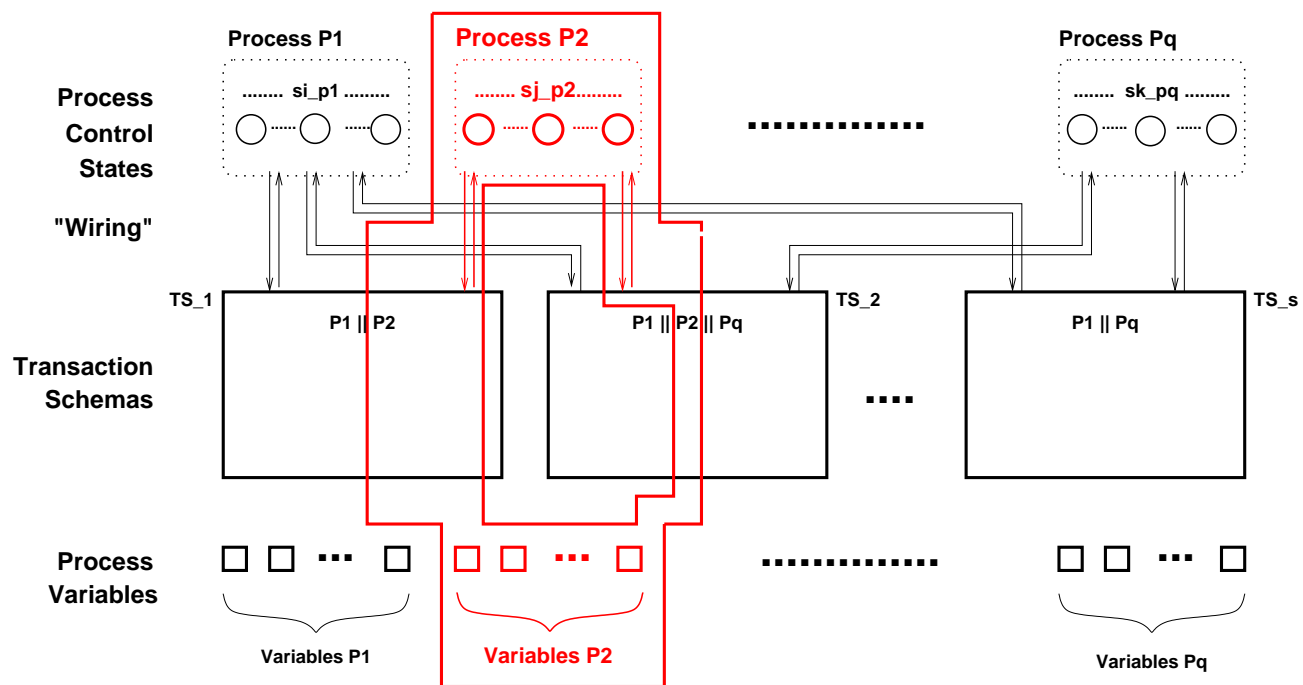 Process P1
Process P2
Process Pq
........ si_p1 .........
........ sj_p2.........
........ sk_pq .........
Process
Control
States
"Wiring"
TS_1
TS_2
TS_s
P1 || P2
P1 || P2 || Pq
P1 || Pq
Transaction
Schemas
Process
Variables
Variables P1
Variables P2
Variables Pq